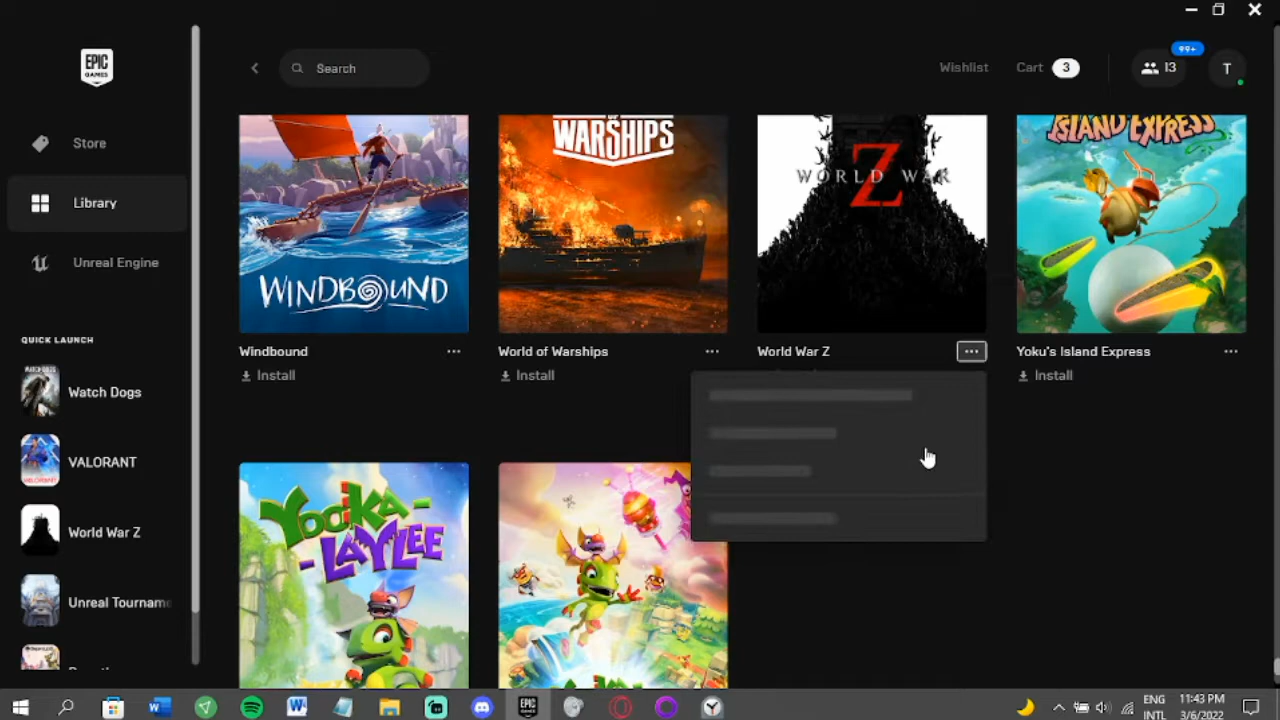 EPIC
GAMES
Search
Wishlist
Cart
3
99+
13
T
Store
Library
Unreal Engine
QUICK LAUNCH
Watch Dogs
VALORANT
World War Z
Unreal Tourname
WINDBOUND
WARSHIPS
WORLD WAR
Z
ISLAND EXPRESS
Windbound
World of Warships
World War Z
Yoku's Island Express
Install
Install
Install
YOOKA-
-LAYLEE
ENG
INTL
11:43 PM
3/6/2022